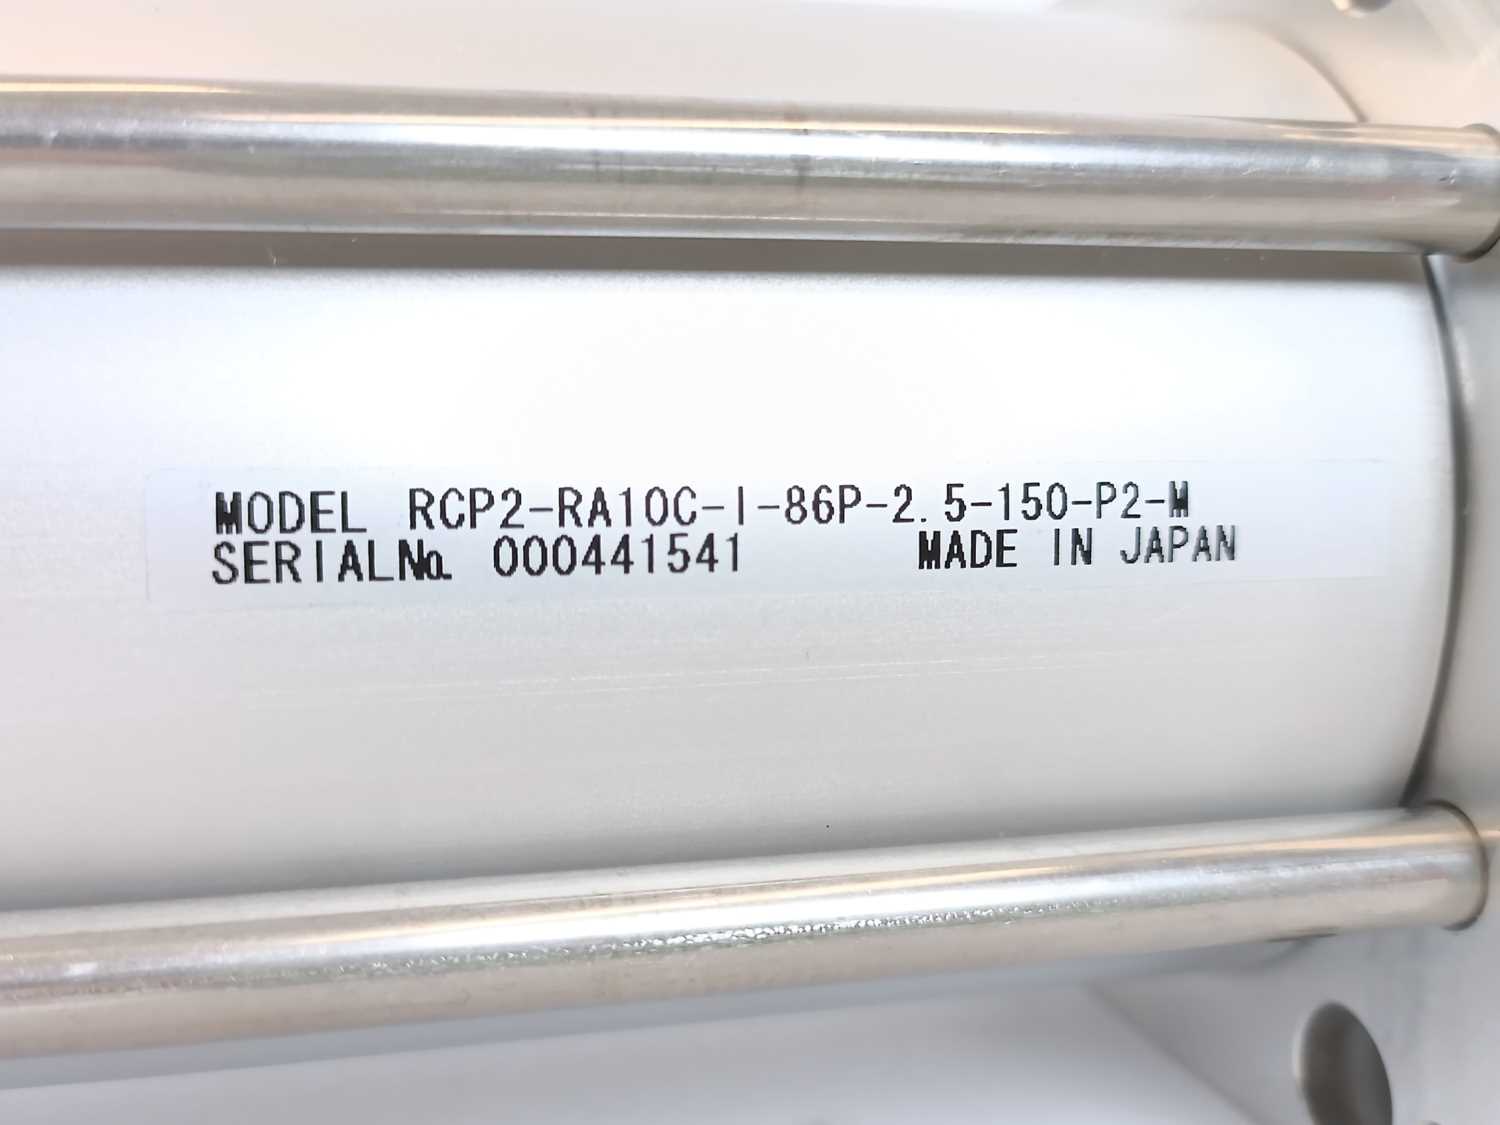 MODEL RCP2-RA10C-I-86P-2.5-150-P2-M
SERIAL№ 000441541 MADE IN JAPAN